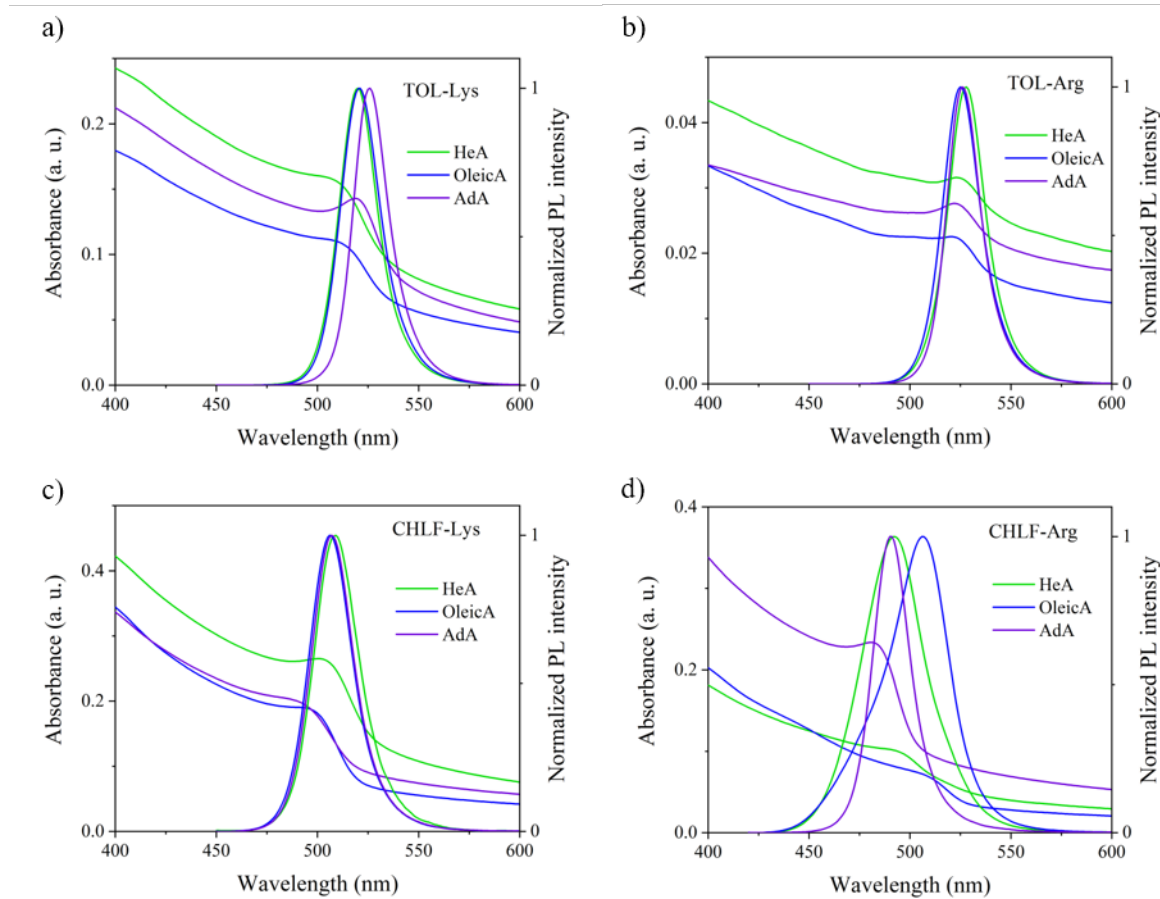 a)
TOL-Lys
HeA
OleicA
AdA
Absorbance (a. u.)
Normalized PL intensity
0.0
0.1
0.2
0
1
400
450
500
550
600
Wavelength (nm)
b)
TOL-Arg
HeA
OleicA
AdA
Absorbance (a. u.)
Normalized PL intensity
0.00
0.02
0.04
0
1
400
450
500
550
600
Wavelength (nm)
c)
CHLF-Lys
HeA
OleicA
AdA
Absorbance (a. u.)
Normalized PL intensity
0.0
0.2
0.4
0
1
400
450
500
550
600
Wavelength (nm)
d)
CHLF-Arg
HeA
OleicA
AdA
Absorbance (a. u.)
Normalized PL intensity
0.0
0.2
0.4
0
1
400
450
500
550
600
Wavelength (nm)